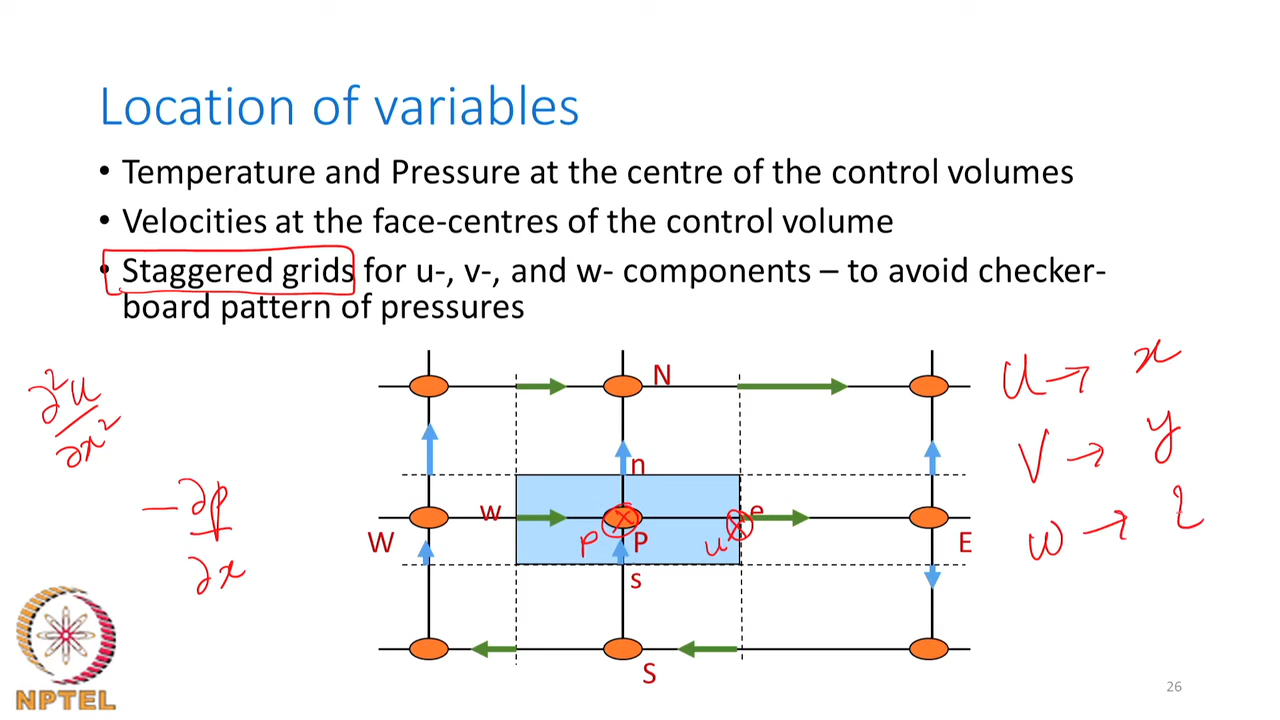 Location of variables
• Temperature and Pressure at the centre of the control volumes
• Velocities at the face-centres of the control volume
• Staggered grids for u-, v-, and w- components – to avoid checker-
board pattern of pressures
∂²u
∂x²
− ∂p
∂x
N
n
w
e
p
P
u
W
E
s
S
u → x
v → y
w → z
NPTEL
26